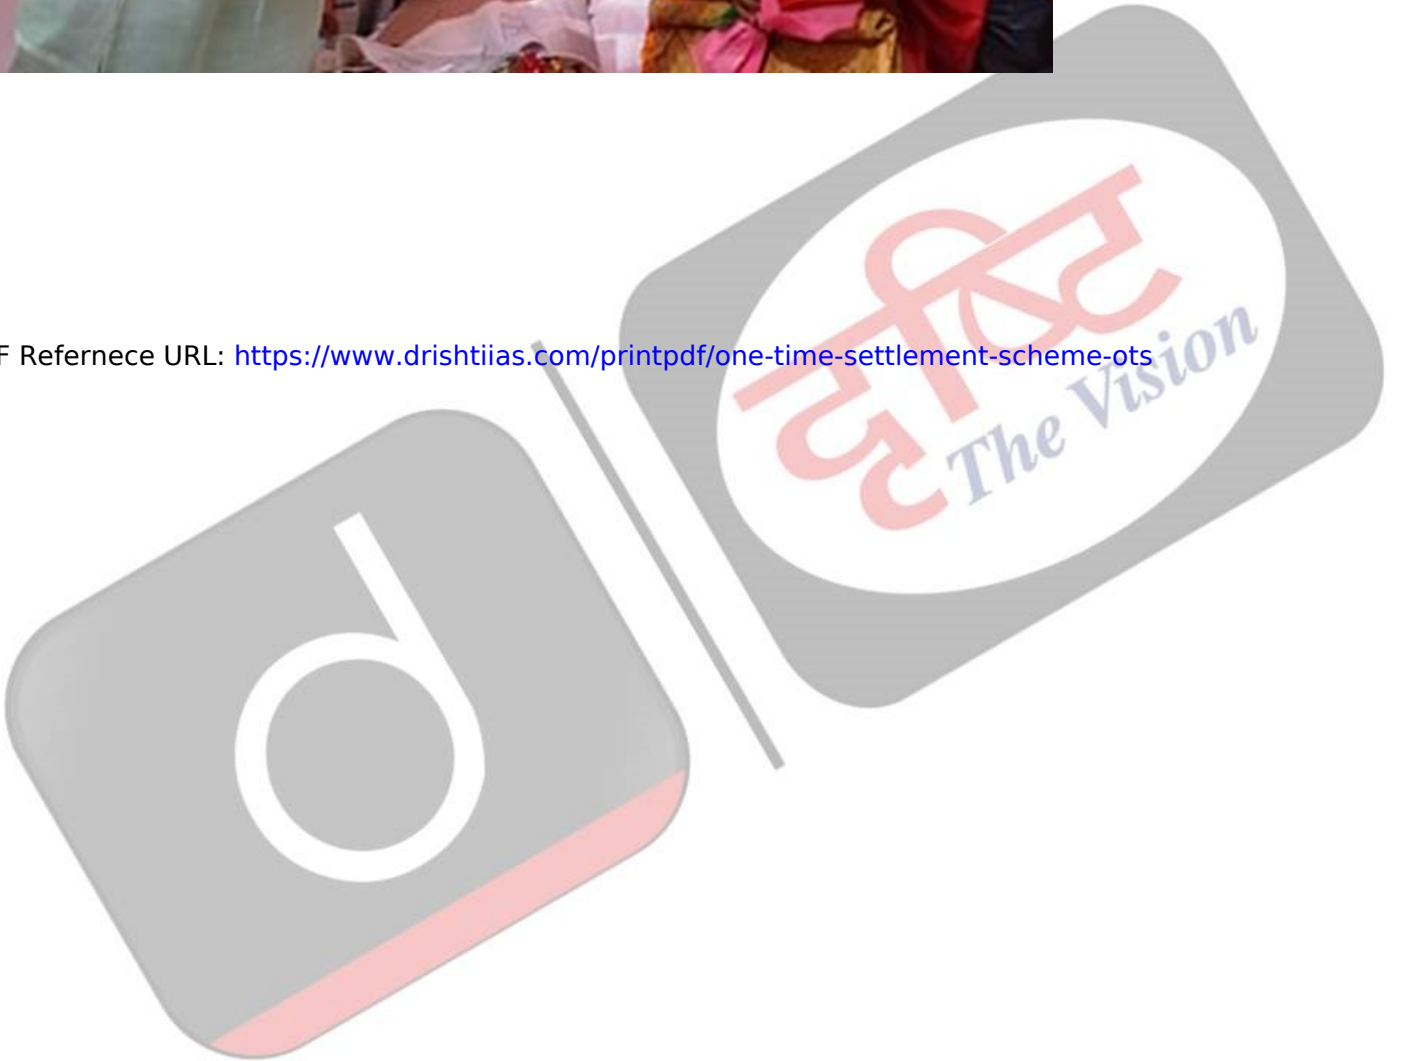 दृष्टि
F Refernece URL: https://www.drishtiias.com/printpdf/one-time-settlement-scheme-ots
The Vision
d